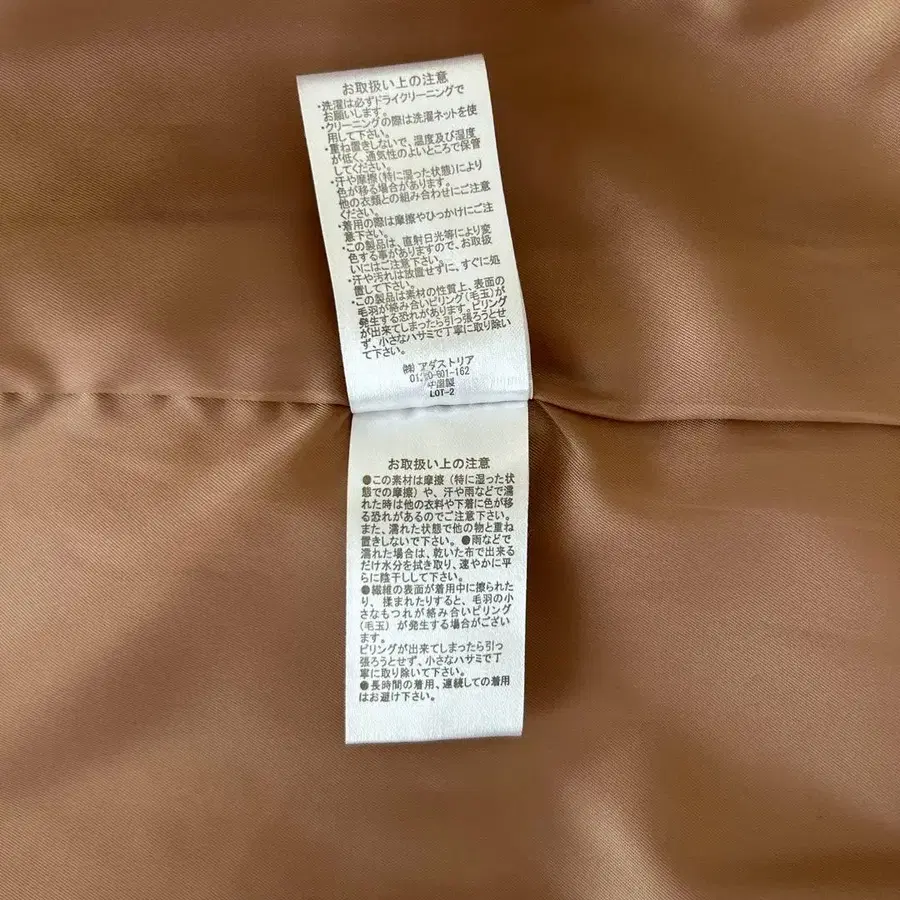 お取扱い上の注意
・洗濯は必ずドライクリーニングで
お願いします。
・クリーニングの際は洗濯ネットを使
用して下さい。
・重ね置きしないで、温度及び湿度
が低く、通気性のよいところで保管
してください。
・汗や摩擦(特に湿った状態)により
色が移る場合があります。
他の衣類との組み合わせにご注意
ください。
・着用の際は摩擦やひっかけにご注
意下さい。
・この製品は、直射日光等により変
色する事がありますので、お取扱
いにはご注意下さい。
・汗や汚れは放置せずに、すぐに処
置して下さい。
・この製品は素材の性質上、表面の
毛羽が絡み合いピリング(毛玉)が
発生する恐れがあります。ピリング
が出来てしまったら引っ張ろうとせ
ず、小さなハサミで丁寧に取り除い
て下さい。
㈱アダストリア
0120-601-162
中国製
LOT-2
お取扱い上の注意
●この素材は摩擦(特に湿った状
態での摩擦)や、汗や雨などで濡
れた時は他の衣料や下着に色が移
る恐れがあるのでご注意下さい。
また、濡れた状態で他の物と重ね
置きしないで下さい。●雨などで
濡れた場合は、乾いた布で出来る
だけ水分を拭き取り、速やかに平
らに陰干しして下さい。
●繊維の表面が着用中に擦られた
り、揉まれたりすると、毛羽の小
さなもつれが絡み合いピリング
(毛玉)が発生する場合がござい
ます。
ピリングが出来てしまったら引っ
張ろうとせず、小さなハサミで丁
寧に取り除いて下さい。
●長時間の着用、連続しての着用
はお避け下さい。